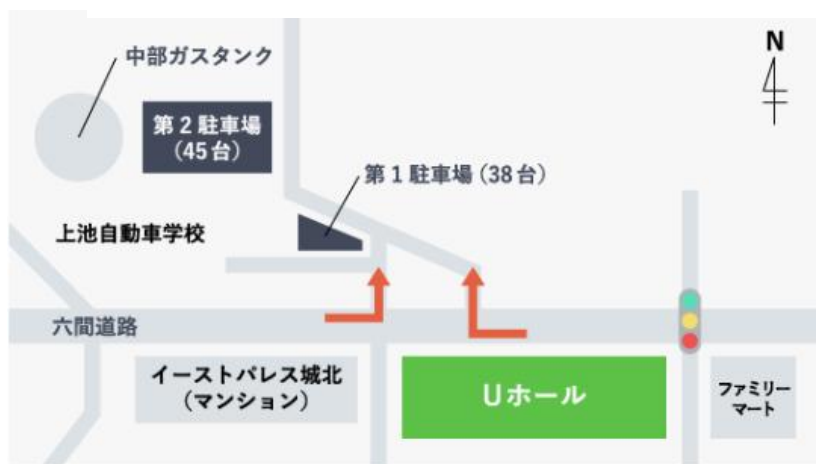 中部ガスタンク
N
第2駐車場
(45台)
第1駐車場(38台)
上池自動車学校
六間道路
イーストパレス城北
(マンション)
Uホール
ファミリー
マート